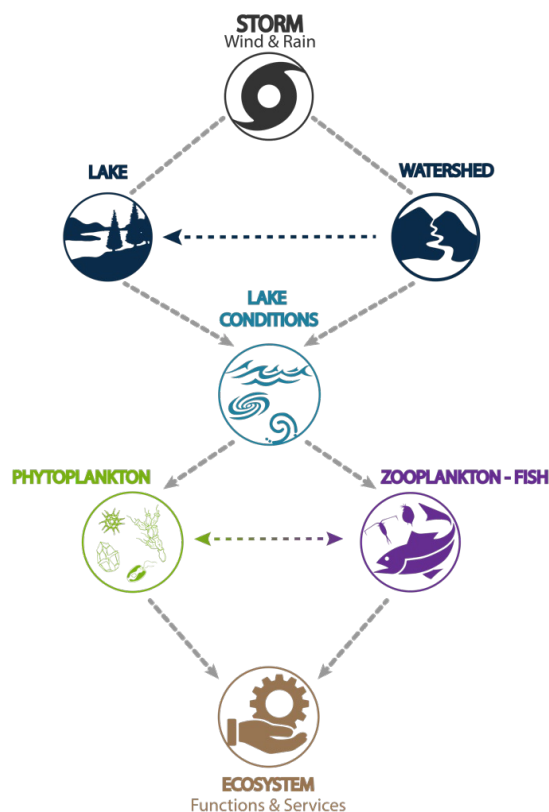 STORM
Wind & Rain
LAKE
WATERSHED
LAKE
CONDITIONS
PHYTOPLANKTON
ZOOPLANKTON - FISH
ECOSYSTEM
Functions & Services